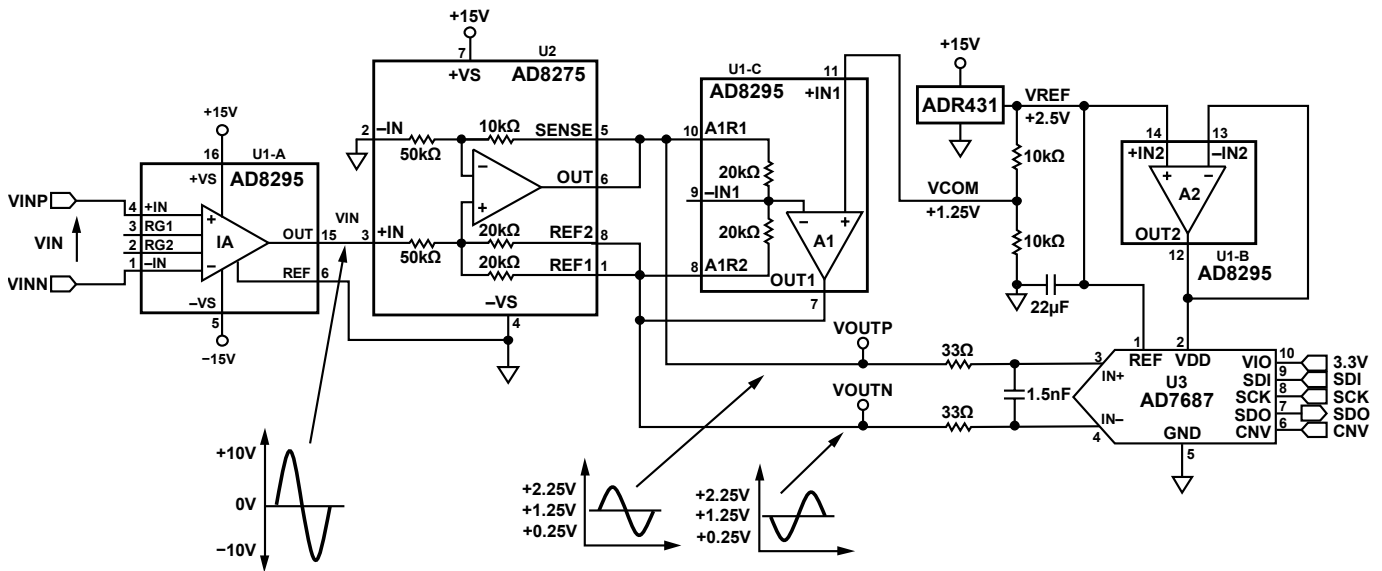 +15V
7
U2
+VS
AD8275
2
–IN
50kΩ
10kΩ
SENSE
5
–
OUT
6
+
VIN
3
+IN
50kΩ
20kΩ
REF2
8
20kΩ
REF1
1
–VS
4
+15V
16
U1-A
+VS
AD8295
VINP
4
+IN
3
RG1
2
RG2
VIN
+
IA
–
OUT
15
VINN
1
–IN
REF
6
–VS
5
–15V
U1-C
11
AD8295
+IN1
10
A1R1
20kΩ
9
–IN1
20kΩ
–
+
A1
8
A1R2
OUT1
7
+15V
ADR431
VREF
+2.5V
10kΩ
VCOM
+1.25V
10kΩ
22µF
14
13
+IN2
–IN2
+
–
A2
OUT2
12
U1-B
AD8295
VOUTP
33Ω
VOUTN
33Ω
1.5nF
1
2
REF
VDD
3
IN+
U3
AD7687
IN–
4
GND
5
VIO
10
3.3V
SDI
9
SDI
SCK
8
SCK
SDO
7
SDO
CNV
6
CNV
+10V
0V
–10V
+2.25V
+1.25V
+0.25V
+2.25V
+1.25V
+0.25V